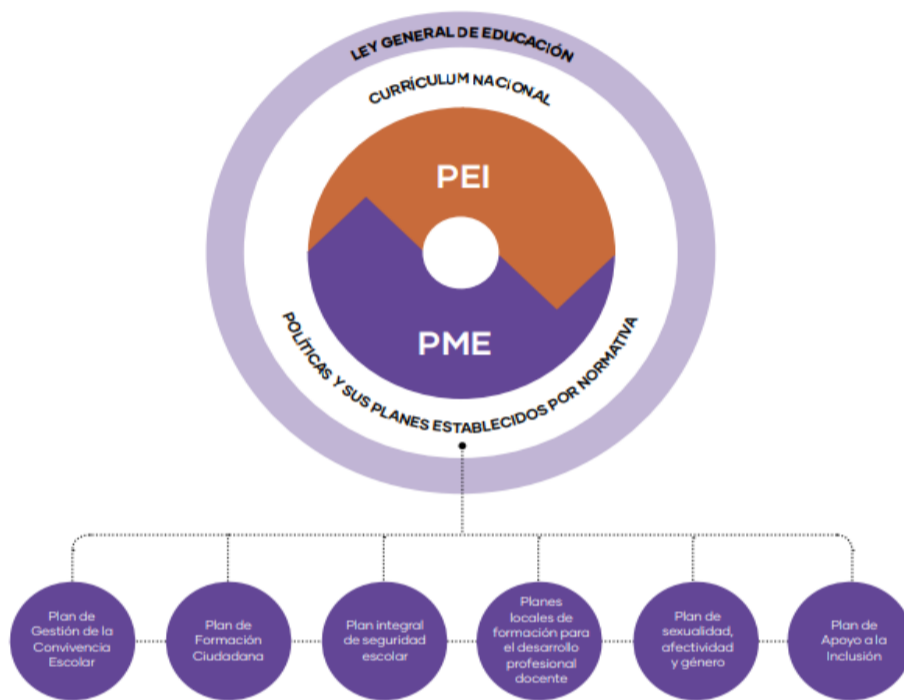 LEY GENERAL DE EDUCACIÓN
CURRÍCULUM NACIONAL
PEI
PME
POLÍTICAS Y SUS PLANES ESTABLECIDOS POR NORMATIVA
Plan de
Gestión de la
Convivencia
Escolar
Plan de
Formación
Ciudadana
Plan integral
de seguridad
escolar
Planes
locales de
formación para
el desarrollo
profesional
docente
Plan de
sexualidad,
afectividad
y género
Plan de
Apoyo a la
Inclusión